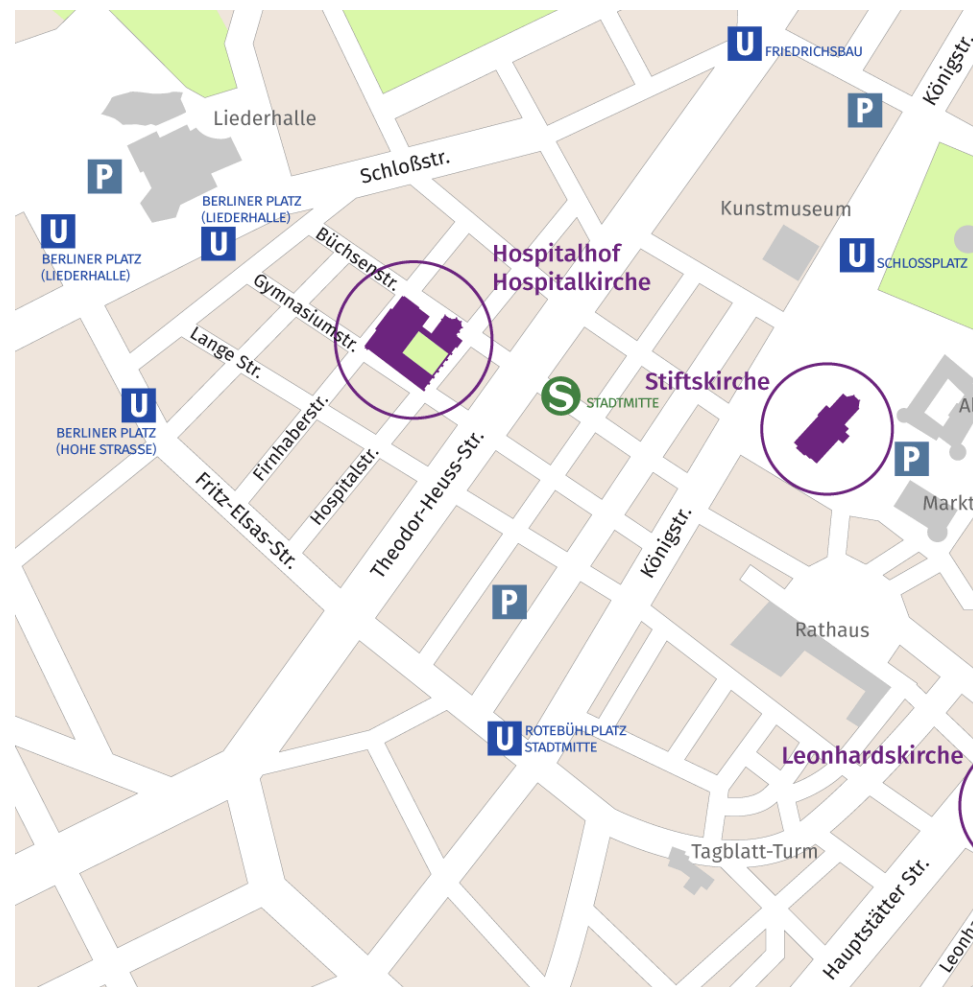 U
FRIEDRICHSBAU
Königstr.
P
Liederhalle
Schloßstr.
P
BERLINER PLATZ
(LIEDERHALLE)
Kunstmuseum
U
BERLINER PLATZ
(LIEDERHALLE)
U
Büchsenstr.
Hospitalhof
Hospitalkirche
U
SCHLOSSPLATZ
Gymnasiumstr.
Lange Str.
Stiftskirche
S
STADTMITTE
U
BERLINER PLATZ
(HOHE STRASSE)
Al
Firnhaberstr.
Hospitalstr.
Theodor-Heuss-Str.
P
Markt
Fritz-Elsas-Str.
Königstr.
P
Rathaus
U
ROTEBÜHLPLATZ
STADTMITTE
Leonhardskirche
Tagblatt-Turm
Hauptstätter Str.
Leonha